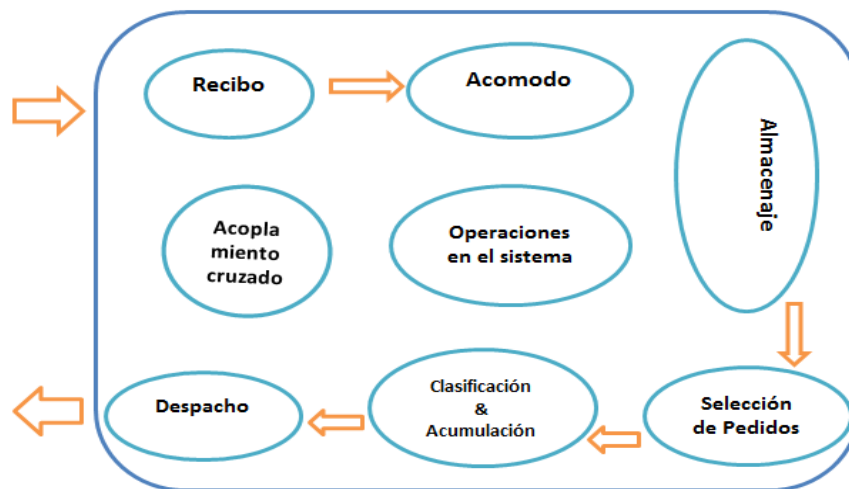 Recibo
Acomodo
Almacenaje
Acopla
miento
cruzado
Operaciones
en el sistema
Despacho
Clasificación
&
Acumulación
Selección
de Pedidos